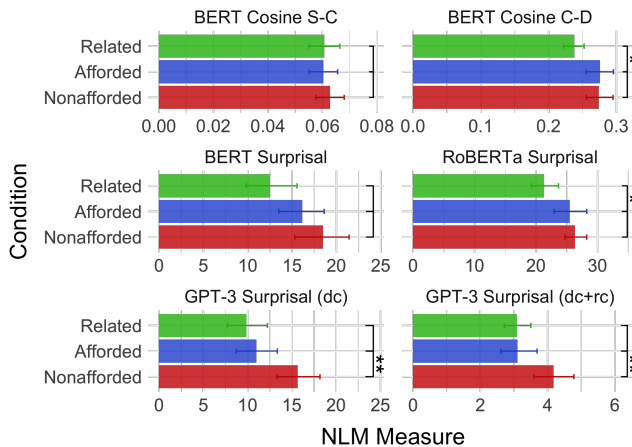 BERT Cosine S-C
BERT Cosine C-D
Related
Afforded
Nonafforded
0.00 0.02 0.04 0.06 0.08
0.0 0.1 0.2 0.3
BERT Surprisal
RoBERTa Surprisal
Related
Afforded
Nonafforded
0 5 10 15 20 25
0 10 20 30
GPT-3 Surprisal (dc)
GPT-3 Surprisal (dc+rc)
Related
Afforded
Nonafforded
**
0 5 10 15 20 25
0 2 4 6
Condition
NLM Measure